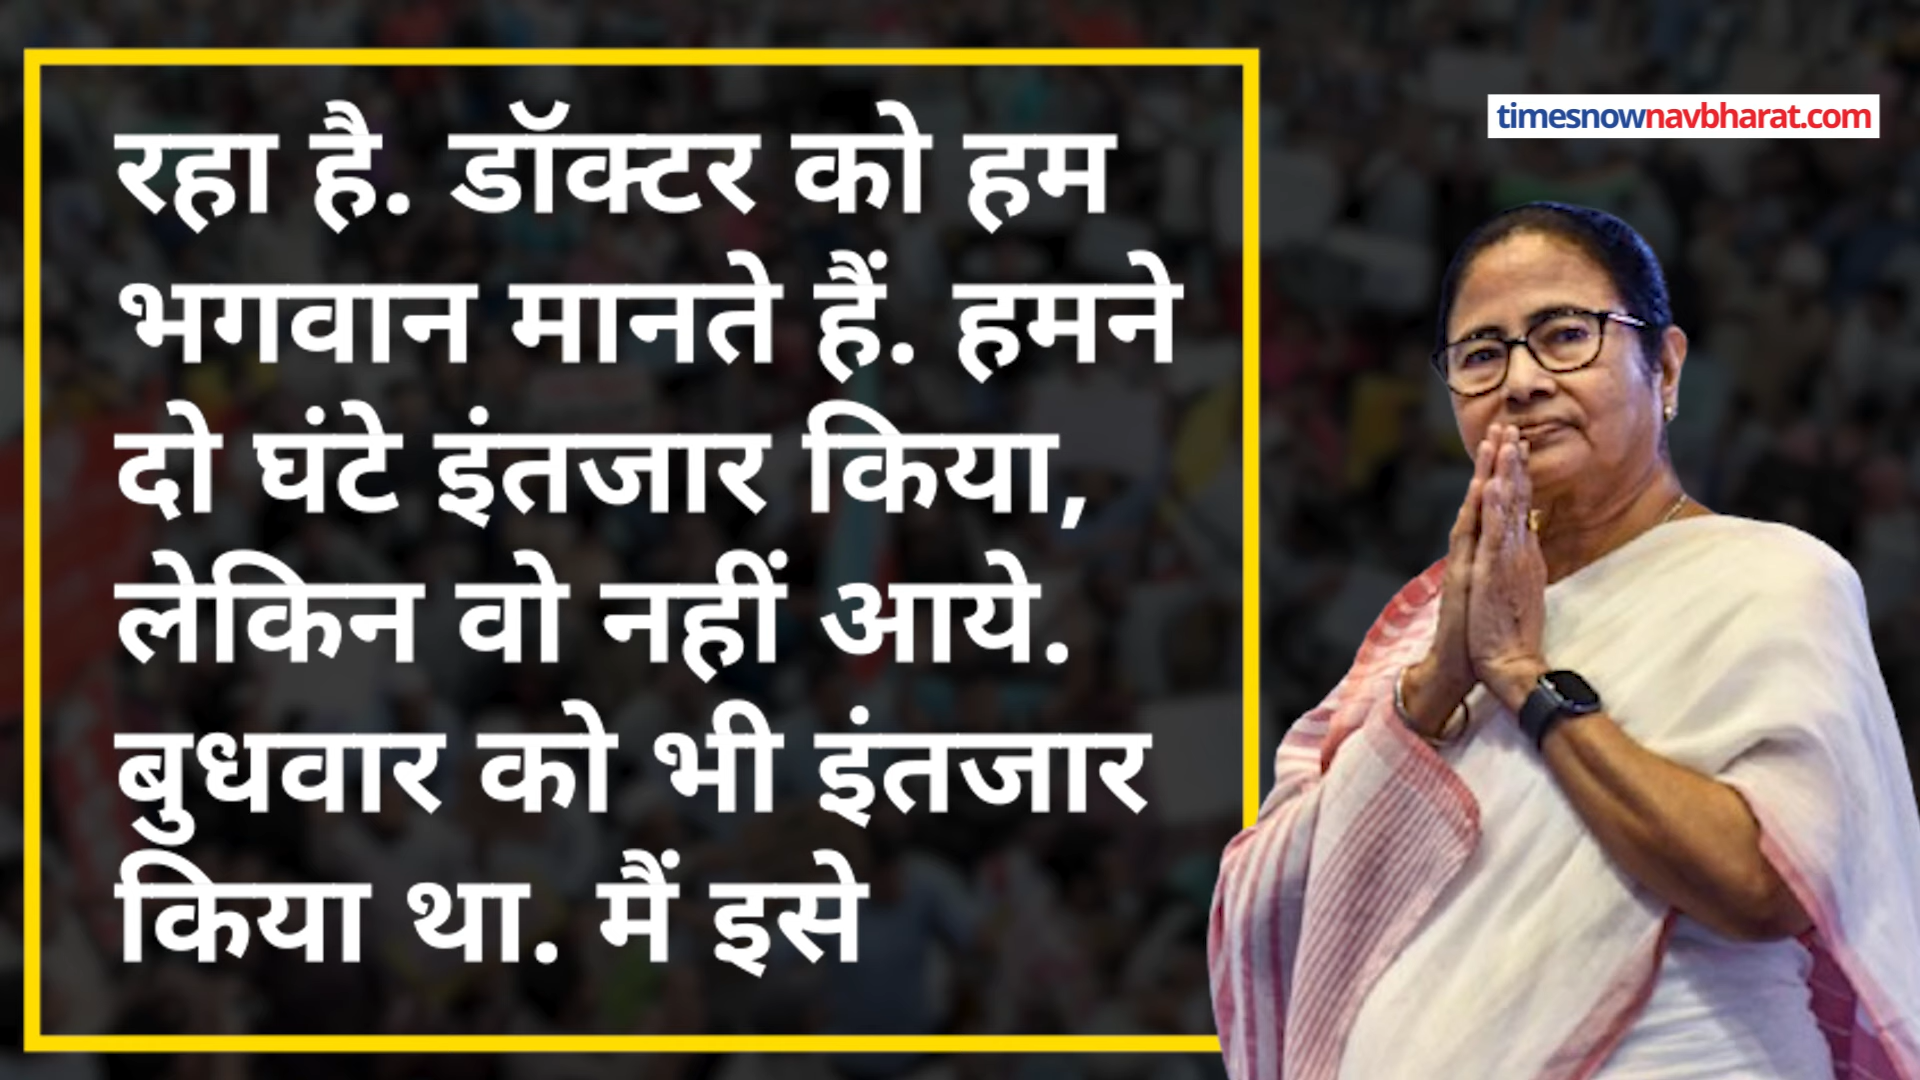 timesnownavbharat.com
रहा है. डॉक्टर को हम
भगवान मानते हैं. हमने
दो घंटे इंतजार किया,
लेकिन वो नहीं आये.
बुधवार को भी इंतजार
किया था. मैं इसे